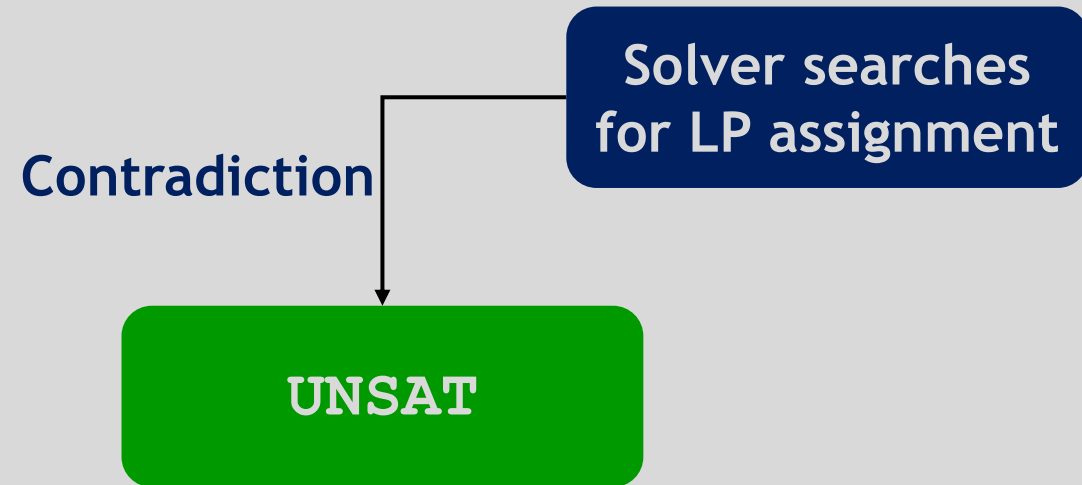 Solver searches
for LP assignment
Contradiction
UNSAT